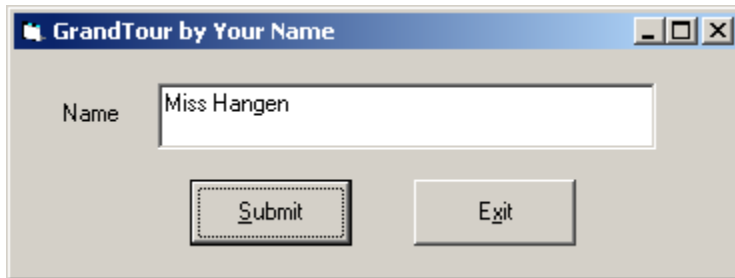 GrandTour by Your Name
Name
Miss Hangen
Submit
Exit